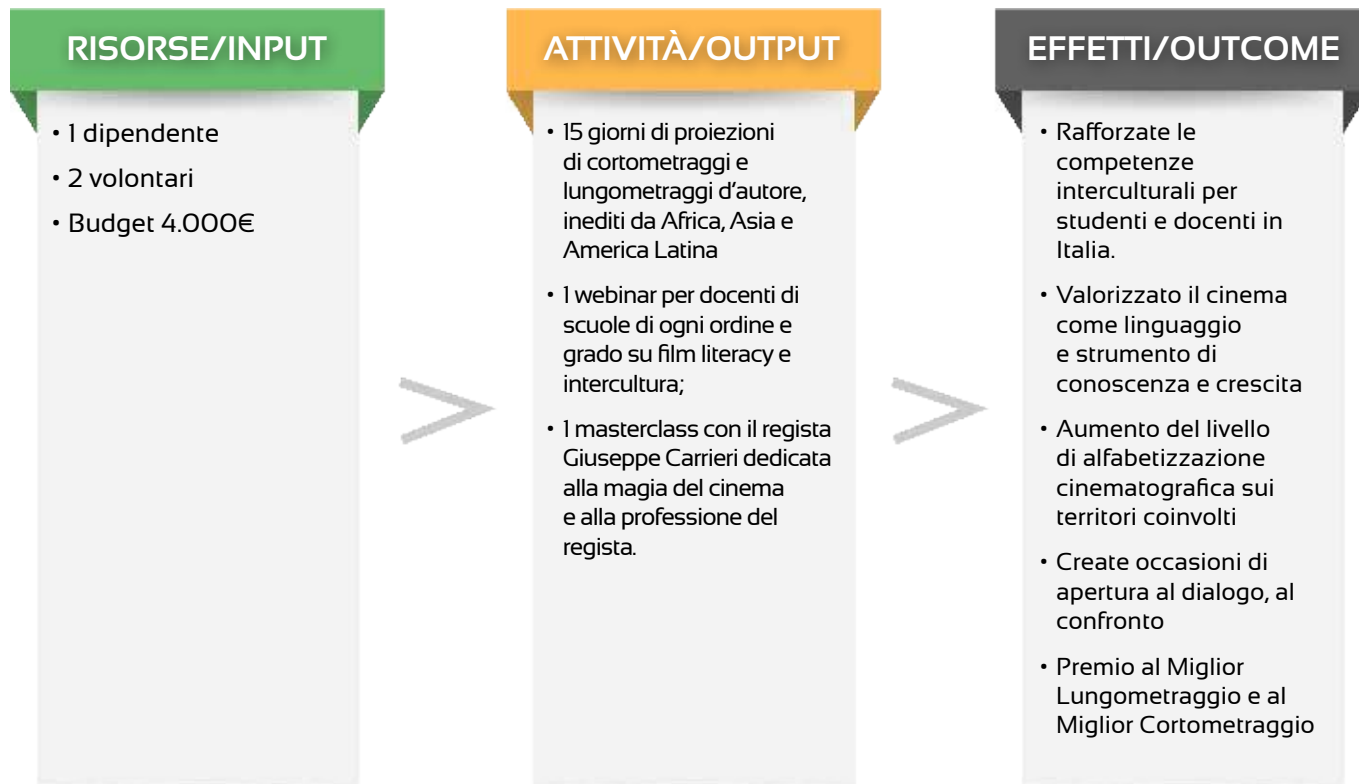 RISORSE/INPUT
• 1 dipendente
• 2 volontari
• Budget 4.000€
>
ATTIVITÀ/OUTPUT
• 15 giorni di proiezioni
di cortometraggi e
lungometraggi d'autore,
inediti da Africa, Asia e
America Latina
• 1 webinar per docenti di
scuole di ogni ordine e
grado su film literacy e
intercultura;
• 1 masterclass con il regista
Giuseppe Carrieri dedicata
alla magia del cinema
e alla professione del
regista.
>
EFFETTI/OUTCOME
• Rafforzate le
competenze
interculturali per
studenti e docenti in
Italia.
• Valorizzato il cinema
come linguaggio
e strumento di
conoscenza e crescita
• Aumento del livello
di alfabetizzazione
cinematografica sui
territori coinvolti
• Create occasioni di
apertura al dialogo, al
confronto
• Premio al Miglior
Lungometraggio e al
Miglior Cortometraggio